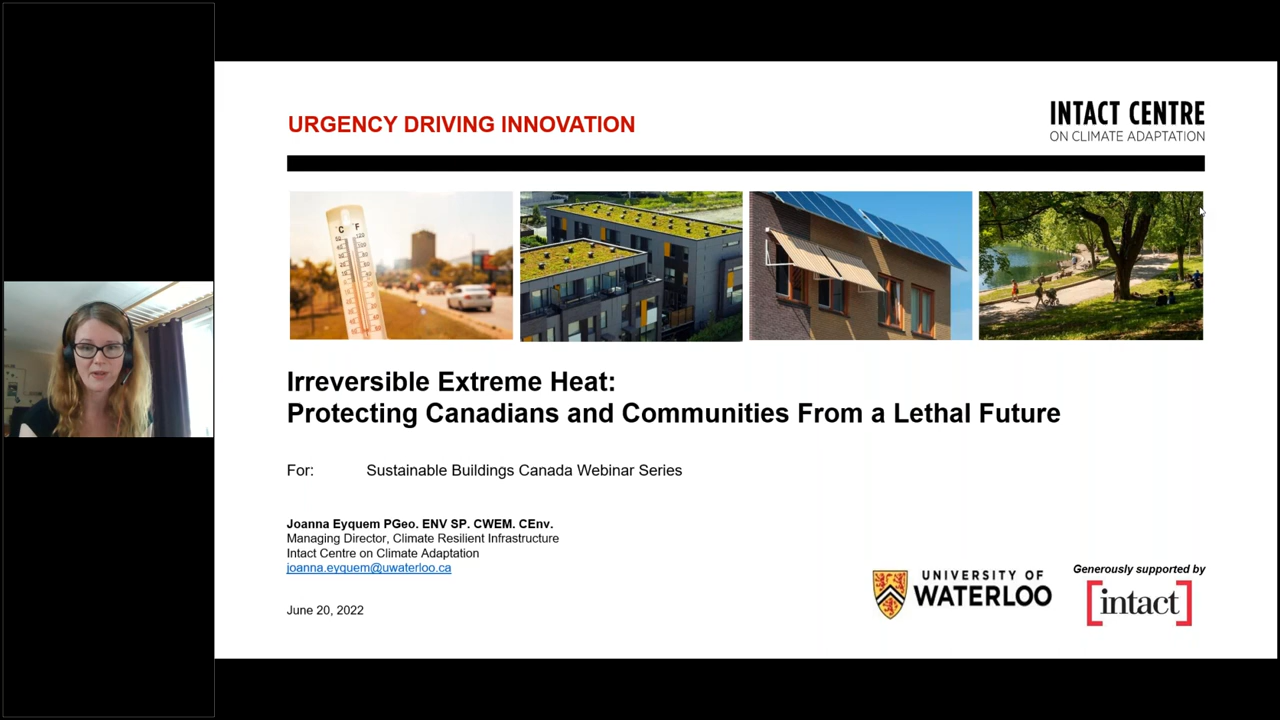 URGENCY DRIVING INNOVATION
INTACT CENTRE
ON CLIMATE ADAPTATION
°C °F
Irreversible Extreme Heat:
Protecting Canadians and Communities From a Lethal Future
For: Sustainable Buildings Canada Webinar Series
Joanna Eyquem PGeo. ENV SP. CWEM. CEnv.
Managing Director, Climate Resilient Infrastructure
Intact Centre on Climate Adaptation
joanna.eyquem@uwaterloo.ca
June 20, 2022
UNIVERSITY OF
WATERLOO
Generously supported by
[intact]